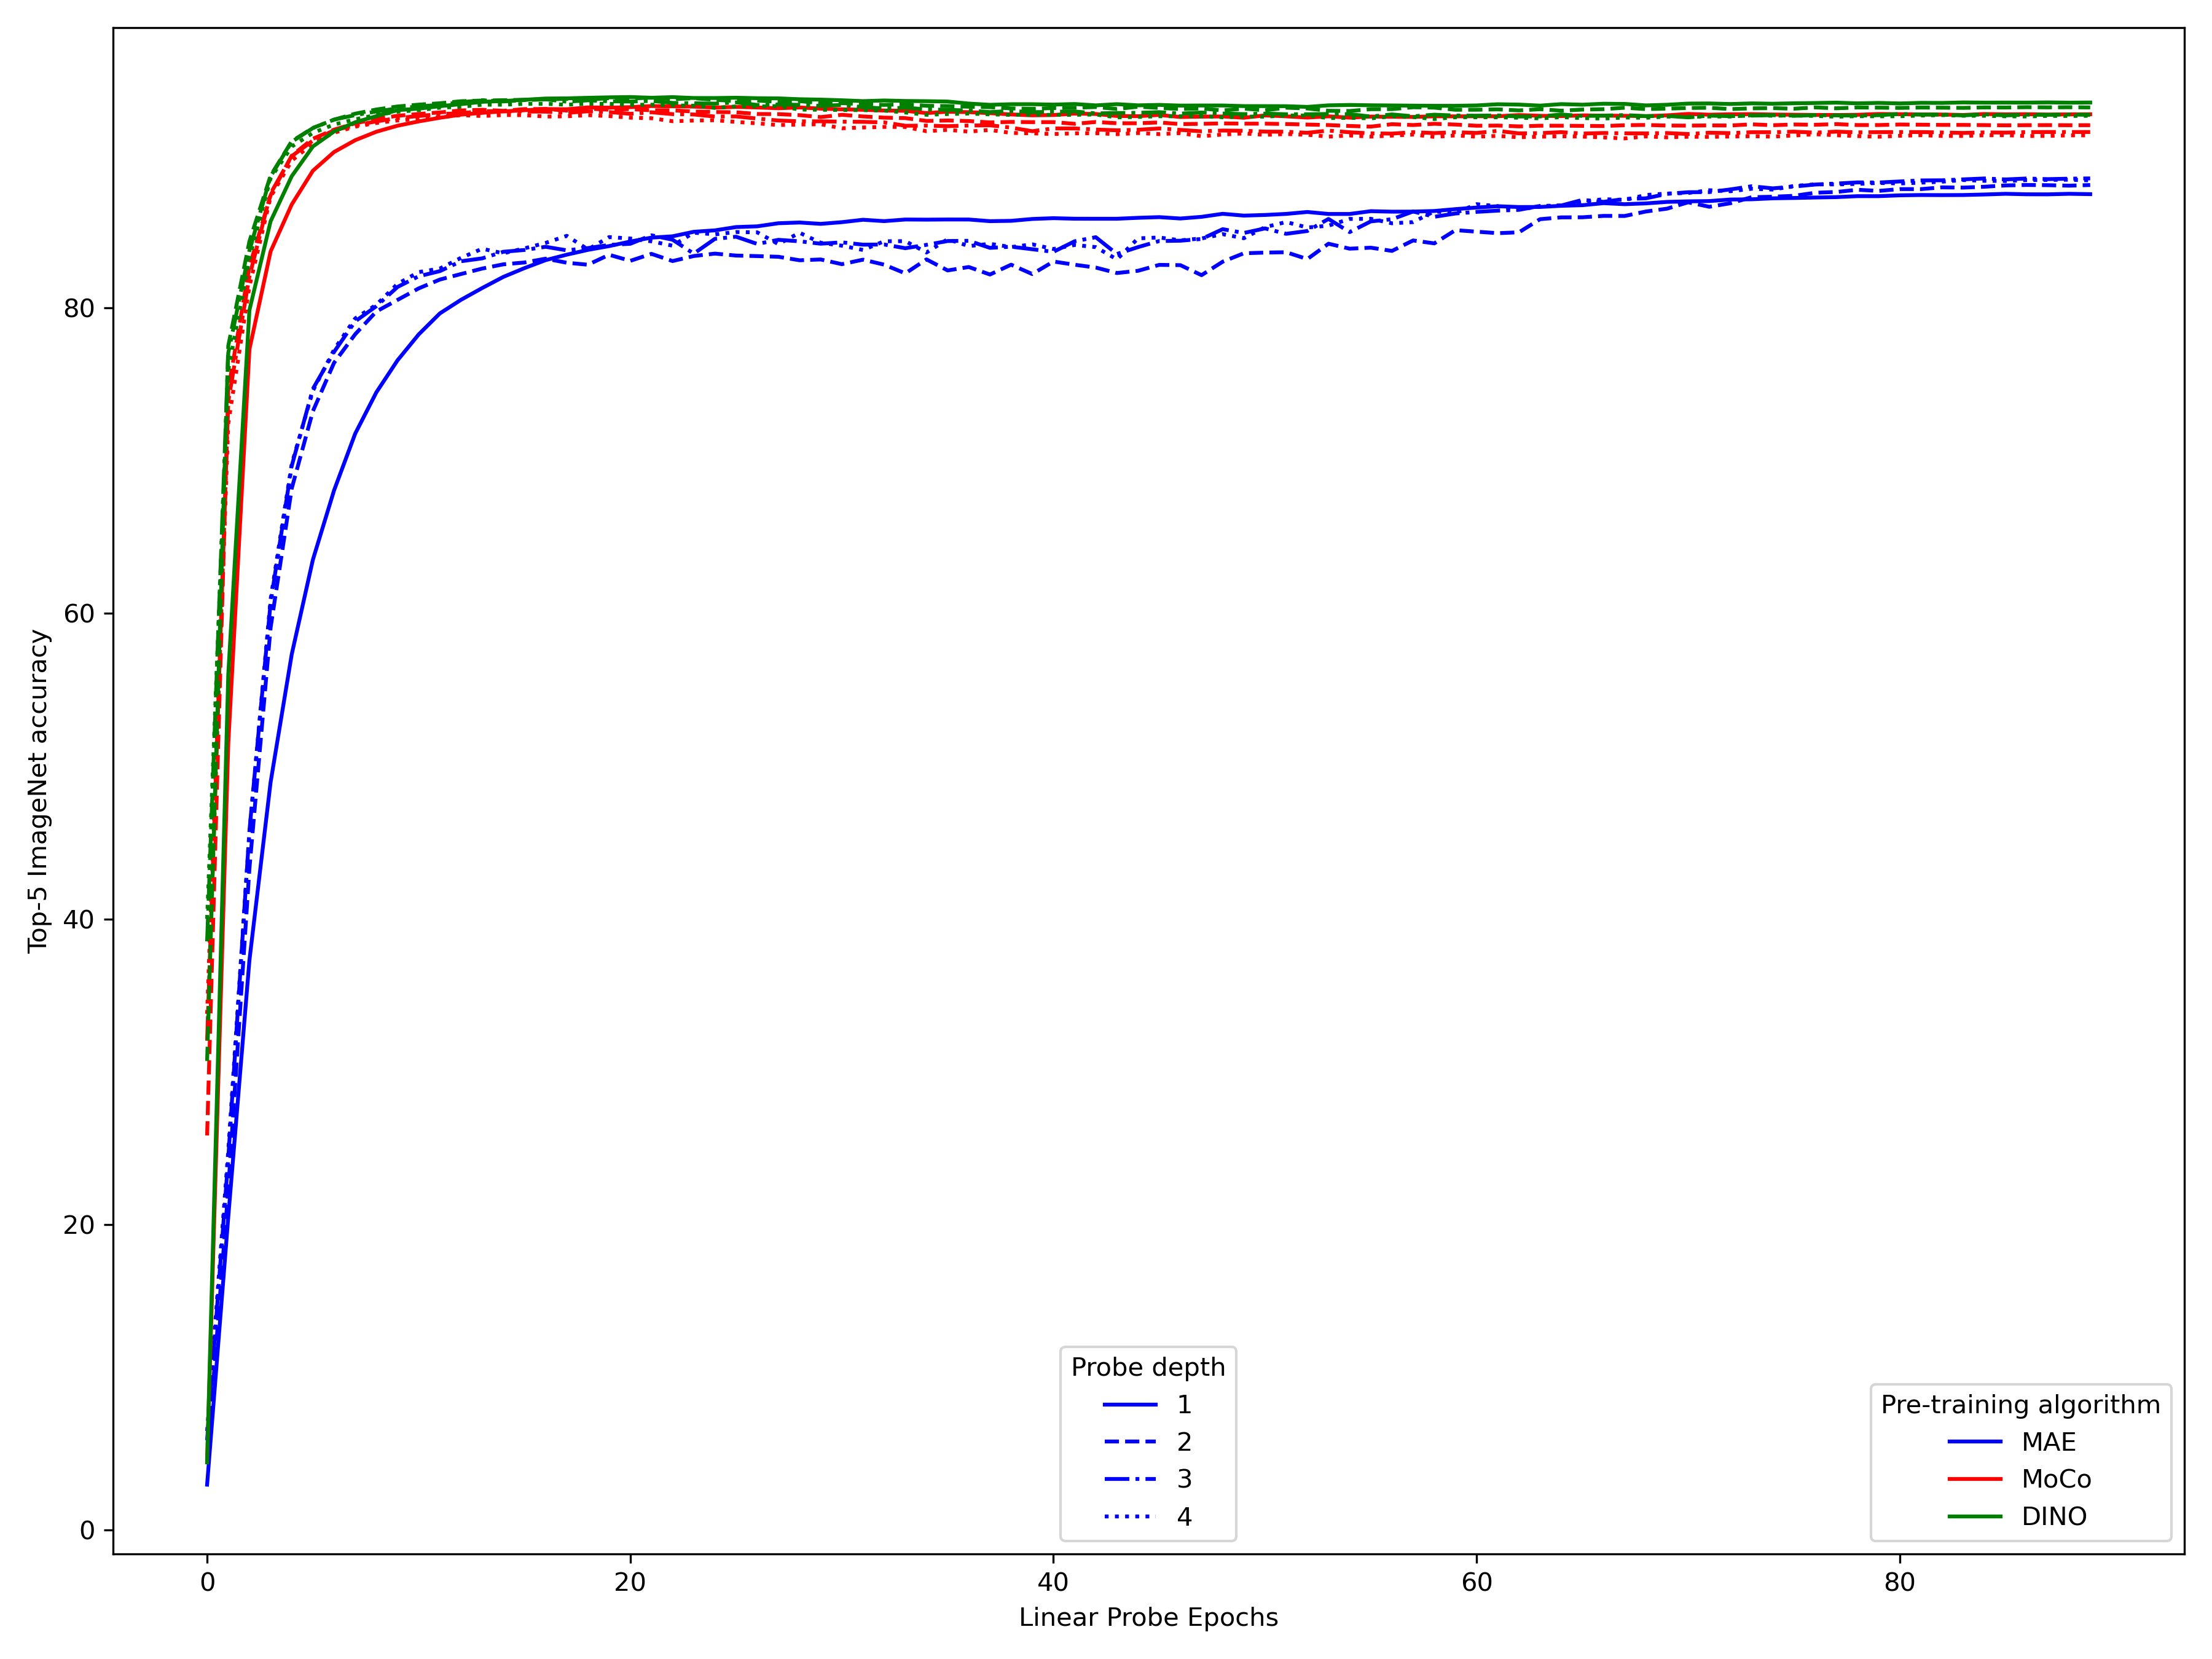 Top-5 ImageNet accuracy
80
60
40
20
0
0
20
40
60
80
Linear Probe Epochs
Probe depth
1
2
3
4
Pre-training algorithm
MAE
MoCo
DINO